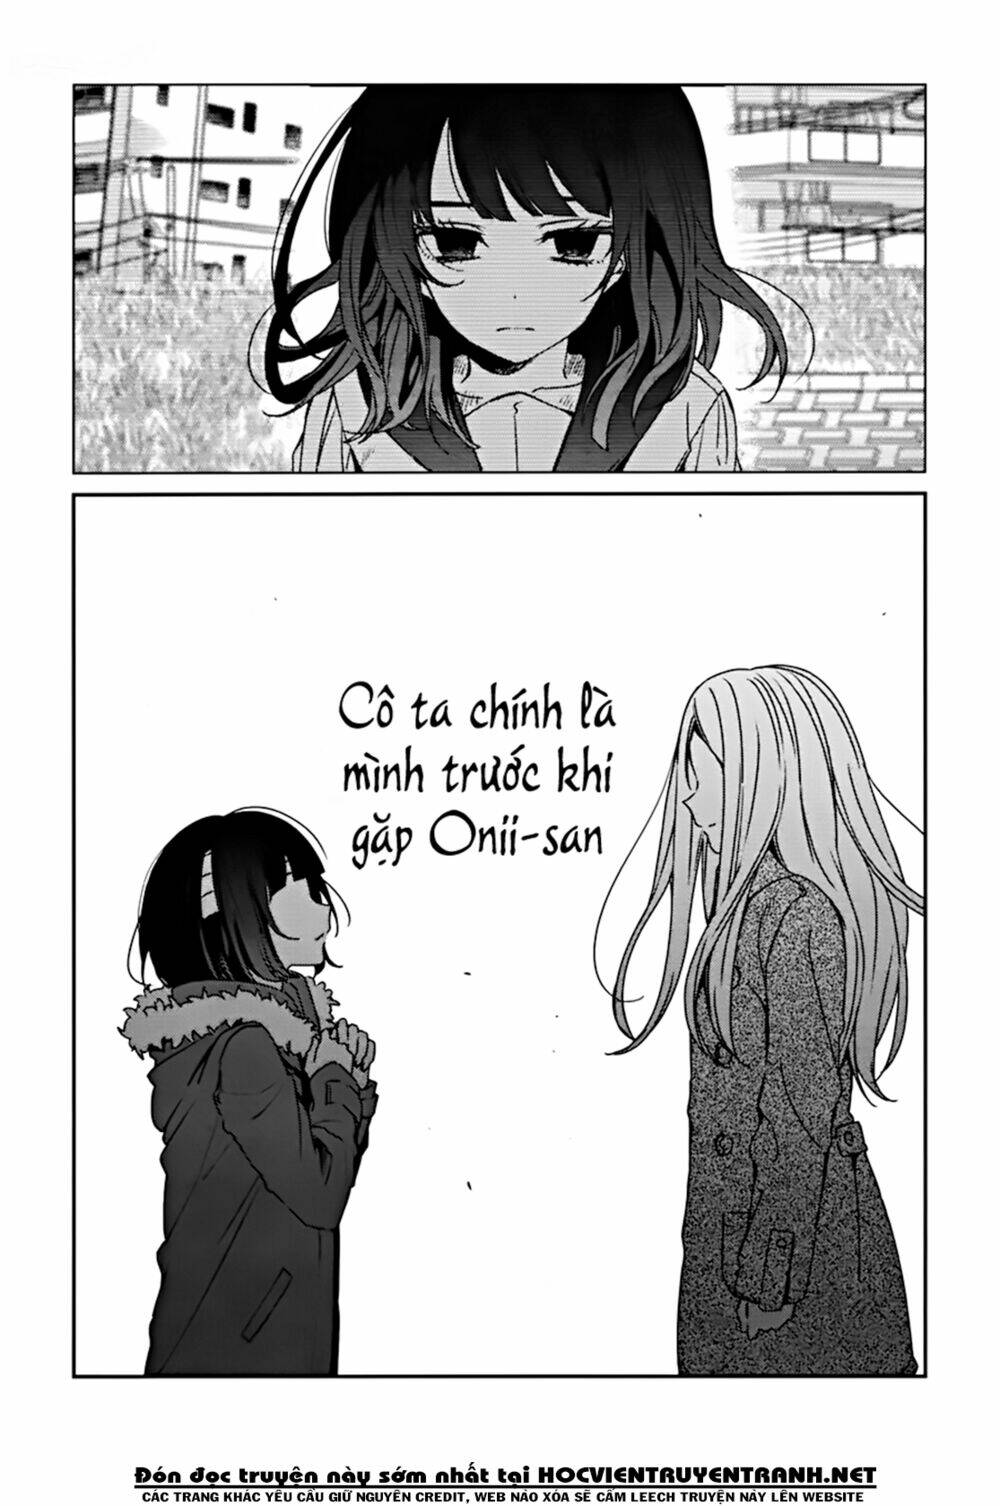 Cô ta chính là
mình trước khi
gặp Onii-san
Đón đọc truyện này sớm nhất tại HOCVIENTRUYENTRANH.NET
CÁC TRANG KHÁC YÊU CẦU GIỮ NGUYÊN CREDIT, WEB NÀO XÓA SẼ CẤM LEECH TRUYỆN NÀY LÊN WEBSITE